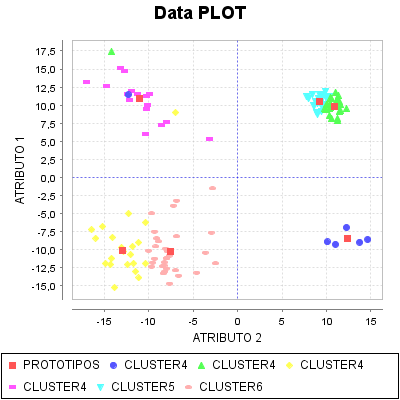 Data PLOT
17,5
15,0
12,5
10,0
7,5
5,0
2,5
0,0
-2,5
-5,0
-7,5
-10,0
-12,5
-15,0
ATRIBUTO 1
-15 -10 -5 0 5 10 15
ATRIBUTO 2
PROTOTIPOS CLUSTER4 CLUSTER4 CLUSTER4
CLUSTER4 CLUSTER5 CLUSTER6